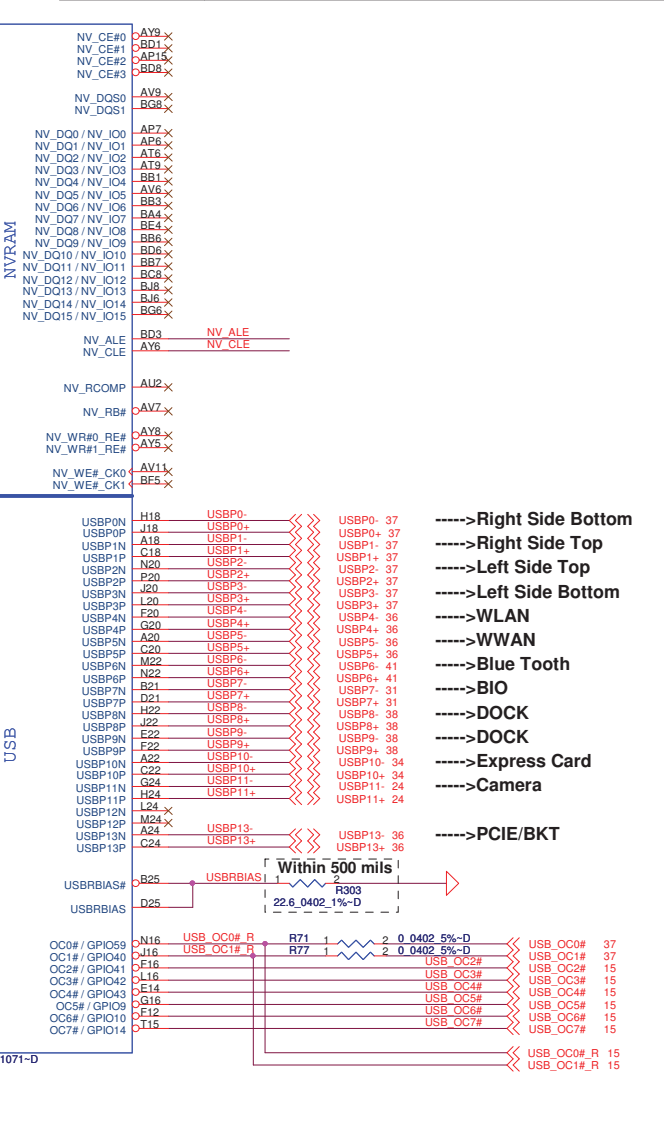 NV_CE#0 AY9
NV_CE#1 BD1
NV_CE#2 AP15
NV_CE#3 BD8
NV_DQS0 AV9
NV_DQS1 BG8
NVRAM
NV_DQ0 / NV_IO0 AP7
NV_DQ1 / NV_IO1 AP6
NV_DQ2 / NV_IO2 AT6
NV_DQ3 / NV_IO3 AT9
NV_DQ4 / NV_IO4 BB1
NV_DQ5 / NV_IO5 AV6
NV_DQ6 / NV_IO6 BB3
NV_DQ7 / NV_IO7 BA4
NV_DQ8 / NV_IO8 BE4
NV_DQ9 / NV_IO9 BB6
NV_DQ10 / NV_IO10 BD6
NV_DQ11 / NV_IO11 BB7
NV_DQ12 / NV_IO12 BC8
NV_DQ13 / NV_IO13 BJ8
NV_DQ14 / NV_IO14 BJ6
NV_DQ15 / NV_IO15 BG6
NV_ALE BD3 NV_ALE
NV_CLE AY6 NV_CLE
NV_RCOMP AU2
NV_RB# AV7
NV_WR#0_RE# AY8
NV_WR#1_RE# AY5
NV_WE#_CK0 AV11
NV_WE#_CK1 BF5
USB
USBP0N H18 USBP0- USBP0- 37 ----->Right Side Bottom
USBP0P J18 USBP0+ USBP0+ 37
USBP1N A18 USBP1- USBP1- 37 ----->Right Side Top
USBP1P C18 USBP1+ USBP1+ 37
USBP2N N20 USBP2- USBP2- 37 ----->Left Side Top
USBP2P P20 USBP2+ USBP2+ 37
USBP3N J20 USBP3- USBP3- 37 ----->Left Side Bottom
USBP3P L20 USBP3+ USBP3+ 37
USBP4N F20 USBP4- USBP4- 36 ----->WLAN
USBP4P G20 USBP4+ USBP4+ 36
USBP5N A20 USBP5- USBP5- 36 ----->WWAN
USBP5P C20 USBP5+ USBP5+ 36
USBP6N M22 USBP6- USBP6- 41 ----->Blue Tooth
USBP6P N22 USBP6+ USBP6+ 41
USBP7N B21 USBP7- USBP7- 31 ----->BIO
USBP7P D21 USBP7+ USBP7+ 31
USBP8N H22 USBP8- USBP8- 38 ----->DOCK
USBP8P J22 USBP8+ USBP8+ 38
USBP9N E22 USBP9- USBP9- 38 ----->DOCK
USBP9P F22 USBP9+ USBP9+ 38
USBP10N A22 USBP10- USBP10- 34 ----->Express Card
USBP10P C22 USBP10+ USBP10+ 34
USBP11N G24 USBP11- USBP11- 24 ----->Camera
USBP11P H24 USBP11+ USBP11+ 24
USBP12N L24
USBP12P M24
USBP13N A24 USBP13- USBP13- 36 ----->PCIE/BKT
USBP13P C24 USBP13+ USBP13+ 36
Within 500 mils
USBRBIAS# B25 USBRBIAS 1 2
R303
22.6_0402_1%~D
USBRBIAS D25
OC0# / GPIO59 N16 USB_OC0#_R R71 1 2 0_0402_5%~D USB_OC0# 37
OC1# / GPIO40 J16 USB_OC1#_R R77 1 2 0_0402_5%~D USB_OC1# 37
OC2# / GPIO41 F16 USB_OC2# USB_OC2# 15
OC3# / GPIO42 L16 USB_OC3# USB_OC3# 15
OC4# / GPIO43 E14 USB_OC4# USB_OC4# 15
OC5# / GPIO9 G16 USB_OC5# USB_OC5# 15
OC6# / GPIO10 F12 USB_OC6# USB_OC6# 15
OC7# / GPIO14 T15 USB_OC7# USB_OC7# 15
USB_OC0#_R 15
1071~D
USB_OC1#_R 15